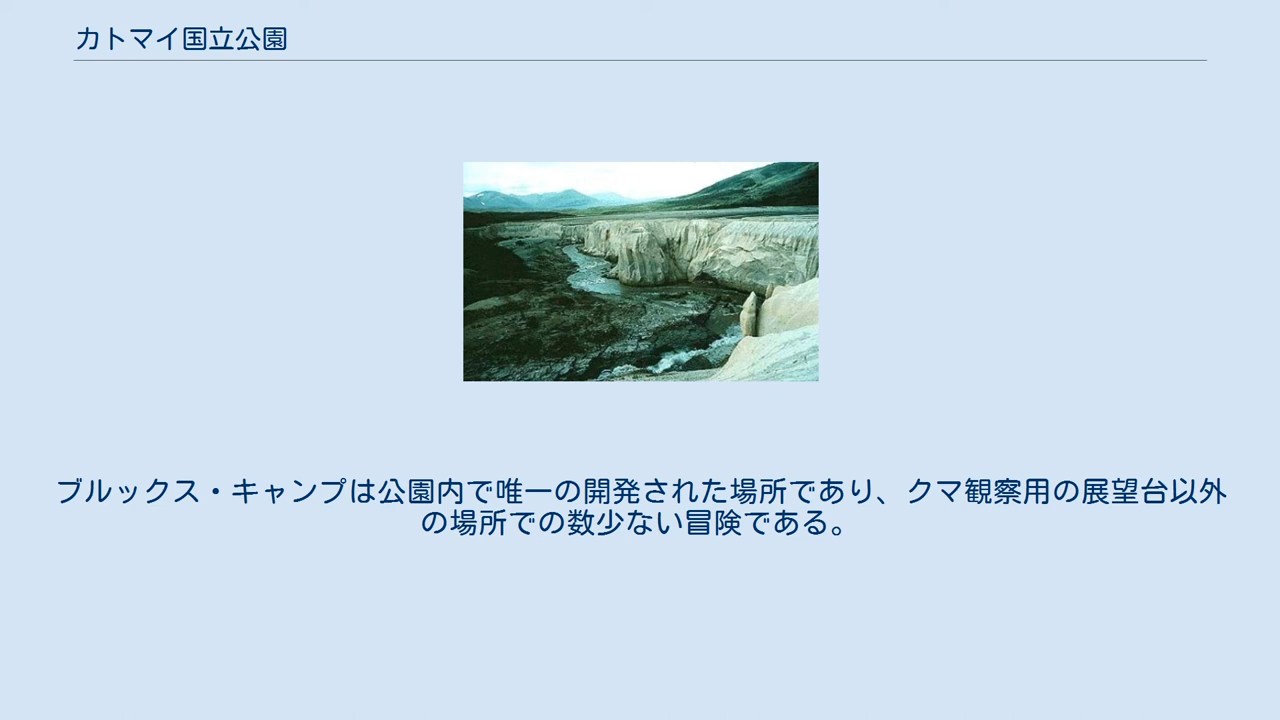 カトマイ国立公園
ブルックス・キャンプは公園内で唯一の開発された場所であり、クマ観察用の展望台以外
の場所での数少ない冒険である。